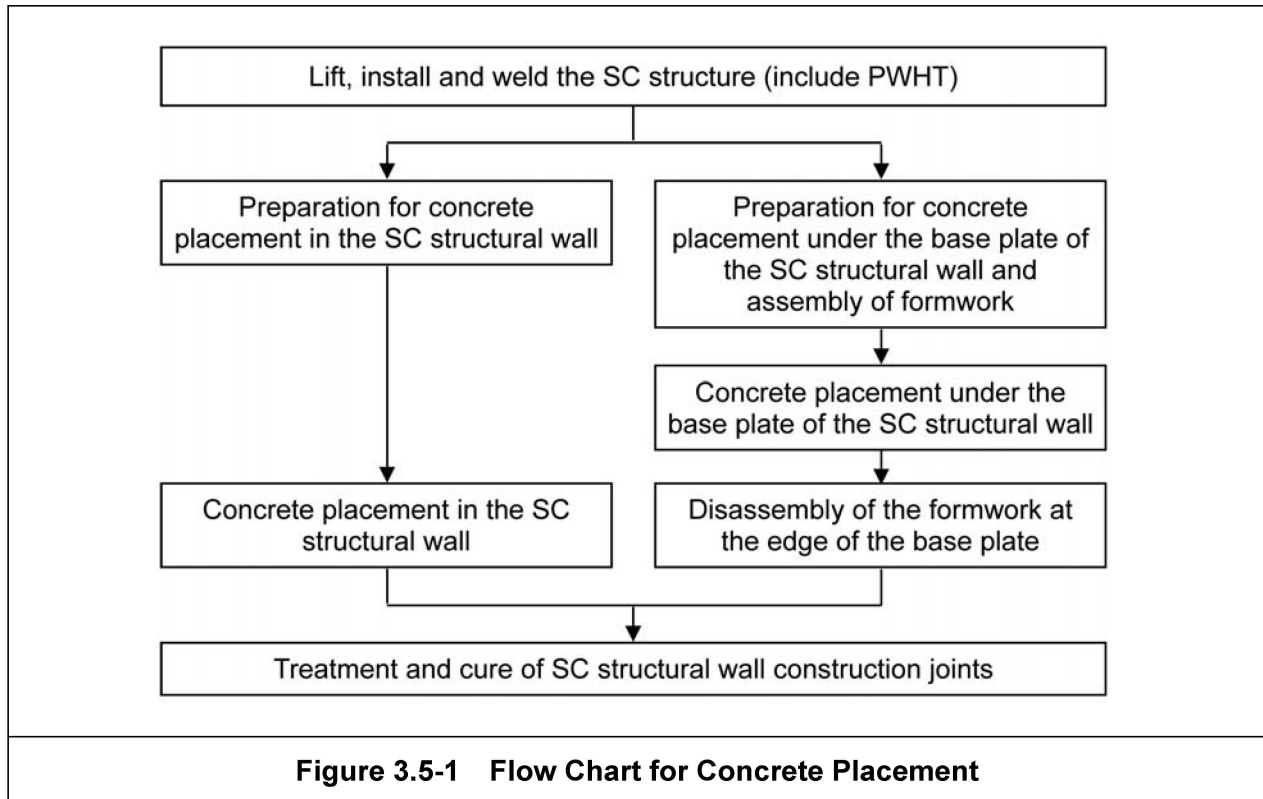 Lift, install and weld the SC structure (include PWHT)
Preparation for concrete
placement in the SC structural wall
Preparation for concrete
placement under the base plate of
the SC structural wall and
assembly of formwork
Concrete placement under the
base plate of the SC structural wall
Concrete placement in the SC
structural wall
Disassembly of the formwork at
the edge of the base plate
Treatment and cure of SC structural wall construction joints
Figure 3.5-1 Flow Chart for Concrete Placement